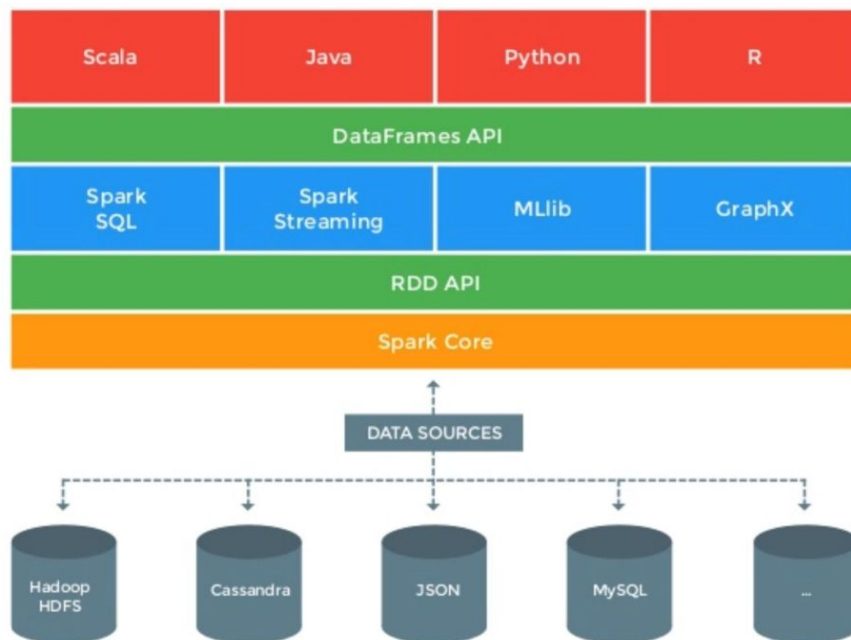 Scala
Java
Python
R
DataFrames API
Spark
SQL
Spark
Streaming
MLlib
GraphX
RDD API
Spark Core
DATA SOURCES
Hadoop
HDFS
Cassandra
JSON
MySQL
...